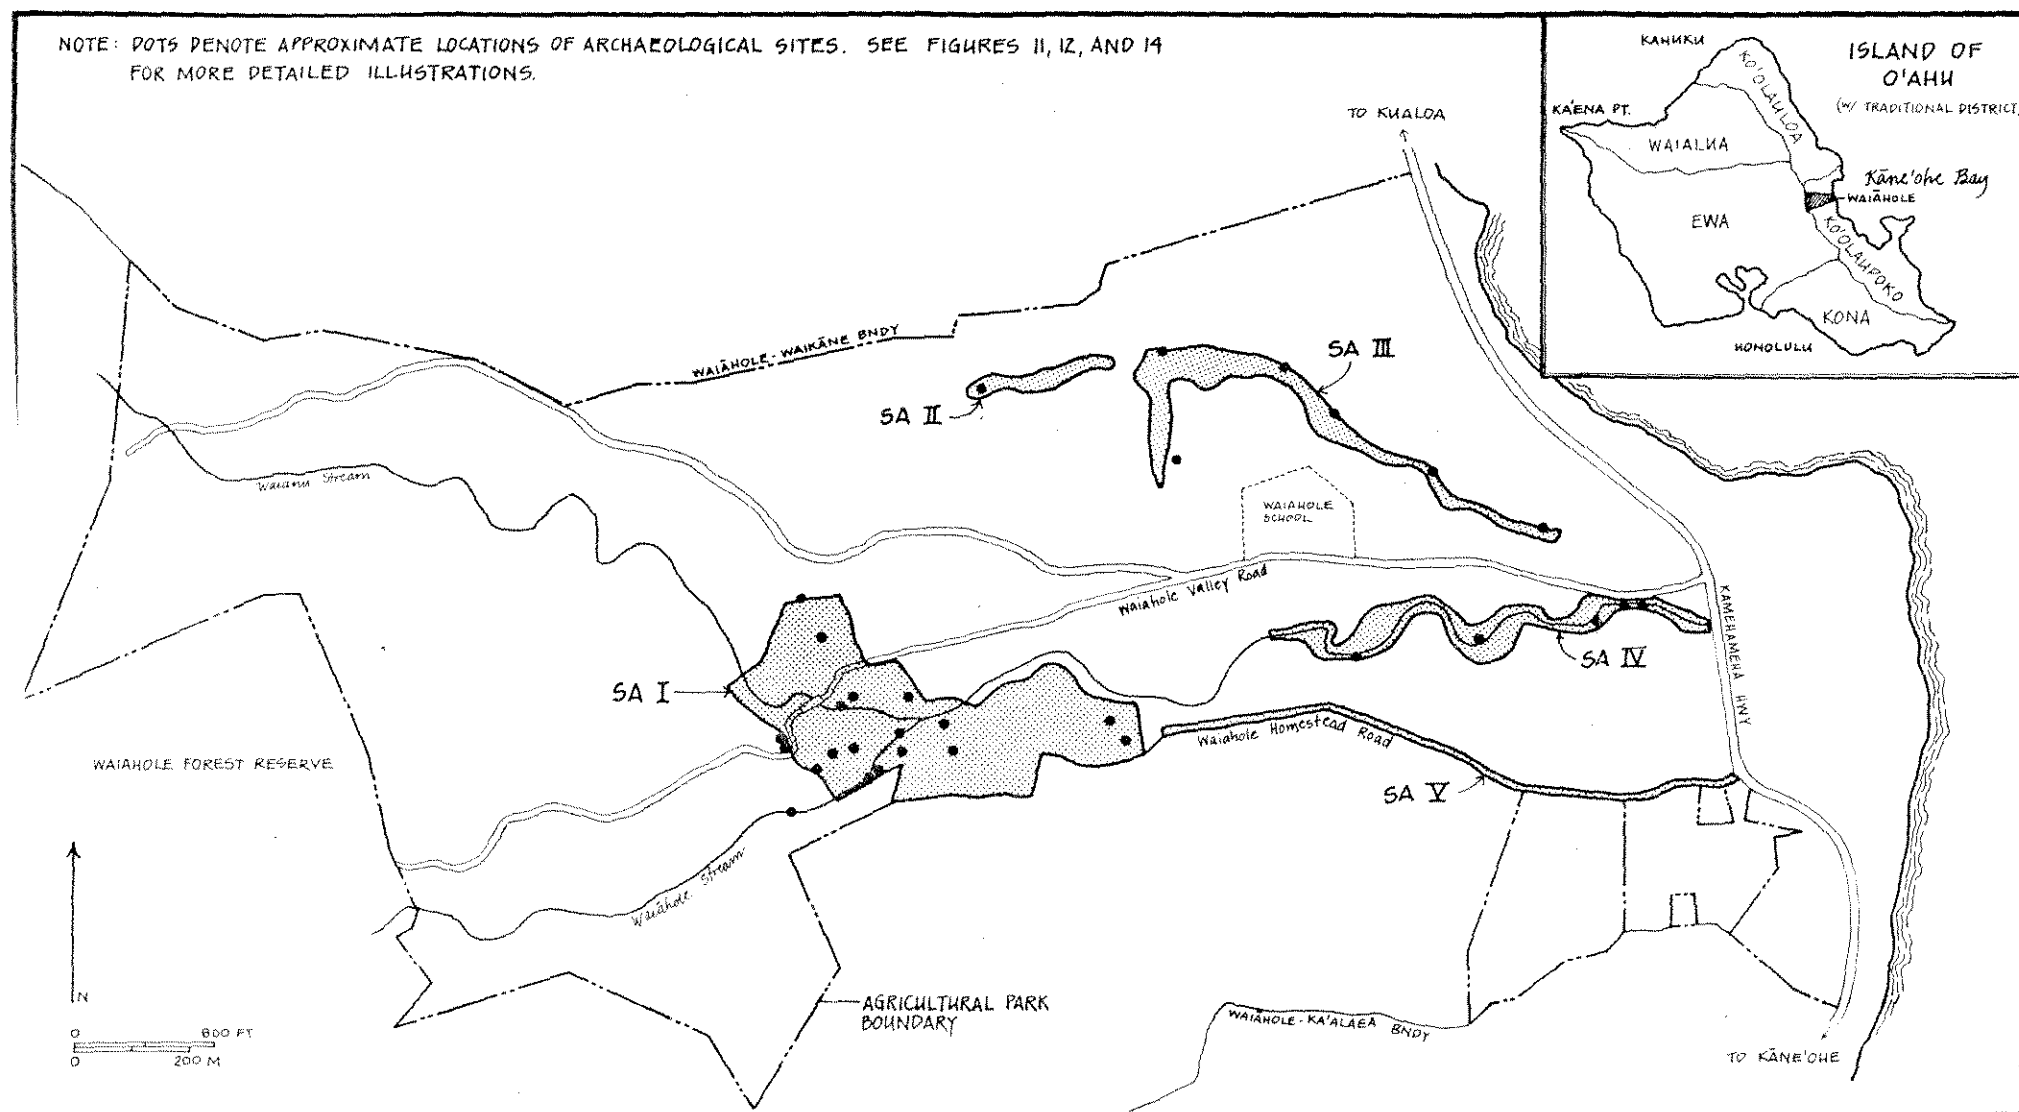 NOTE: DOTS DENOTE APPROXIMATE LOCATIONS OF ARCHAEOLOGICAL SITES. SEE FIGURES 11, 12, AND 14
FOR MORE DETAILED ILLUSTRATIONS.
ISLAND OF
O'AHU
(W/ TRADITIONAL DISTRICT
KAHUKU
KO'OLAULOA
KA'ENA PT.
WAIALUA
Kāne'ohe Bay
WAIĀHOLE
EWA
KO'OLAUPOKO
KONA
HONOLULU
TO KUALOA
WAIĀHOLE-WAIKĀNE BNDY
SA III
SA II
Waianu Stream
WAIAHOLE
SCHOOL
Waiahole Valley Road
KAMEHAMEHA HWY
SA IV
SA I
Waiahole Homestead Road
WAIAHOLE FOREST RESERVE
SA V
Waiāhole Stream
N
AGRICULTURAL PARK
BOUNDARY
WAIĀHOLE-KA'ALAEA BNDY
0 800 FT
0 200 M
TO KĀNE'OHE